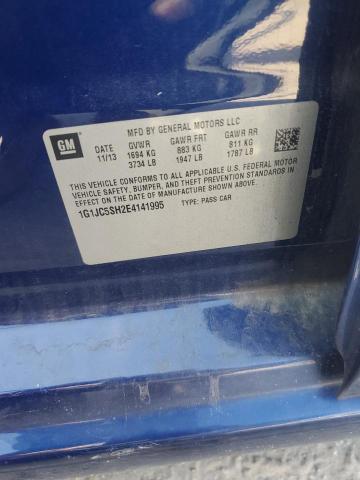 MFD BY GENERAL MOTORS LLC
GM DATE GVWR GAWR FRT GAWR RR
11/13 1694 KG 883 KG 811 KG
3734 LB 1947 LB 1787 LB
THIS VEHICLE CONFORMS TO ALL APPLICABLE U.S. FEDERAL MOTOR
VEHICLE SAFETY, BUMPER, AND THEFT PREVENTION STANDARDS IN
EFFECT ON THE DATE OF MANUFACTURE SHOWN ABOVE.
1G1JC5SH2E4141995 TYPE: PASS CAR